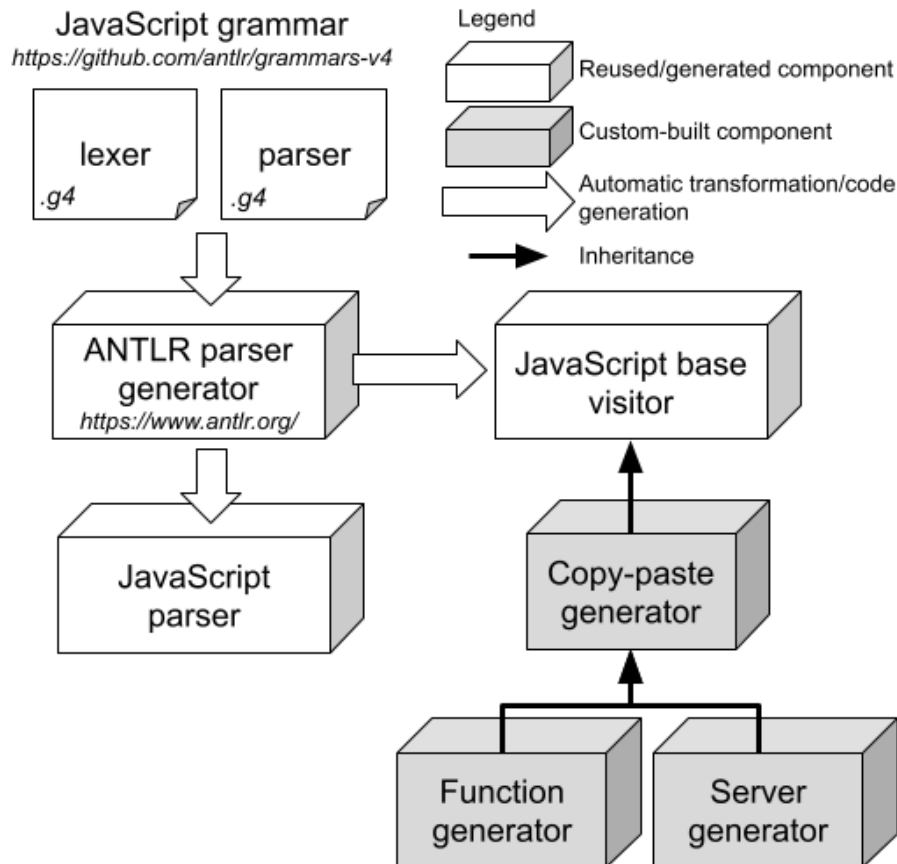 JavaScript grammar
https://github.com/antlr/grammars-v4
lexer
.g4
parser
.g4
Legend
Reused/generated component
Custom-built component
Automatic transformation/code
generation
Inheritance
ANTLR parser
generator
https://www.antlr.org/
JavaScript base
visitor
JavaScript
parser
Copy-paste
generator
Function
generator
Server
generator